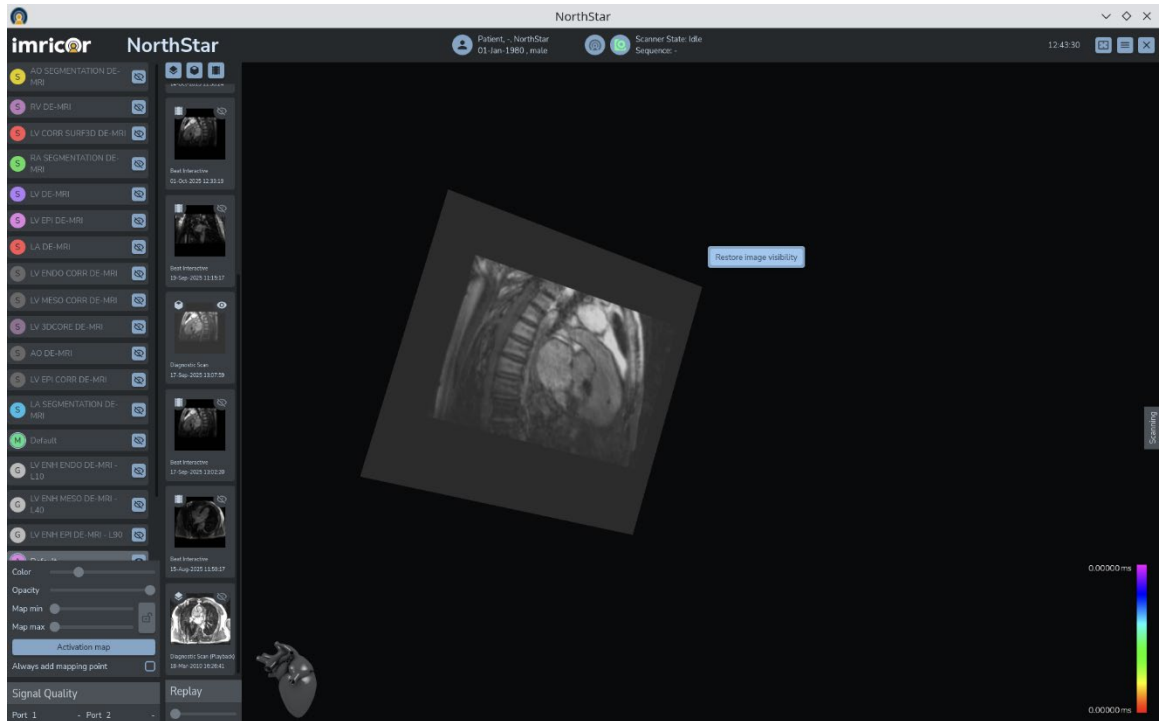 NorthStar
imricor NorthStar
Patient, -, NorthStar
01-Jan-1980 , male
Scanner State: Idle
Sequence: -
12:43:30
S AO SEGMENTATION DE-
MRI
S RV DE-MRI
S LV CORR SURF3D DE-MRI
S RA SEGMENTATION DE-
MRI
S LV DE-MRI
S LV EPI DE-MRI
S LA DE-MRI
S LV ENDO CORR DE-MRI
S LV MESO CORR DE-MRI
S LV 3DCORE DE-MRI
S AO DE-MRI
S LV EPI CORR DE-MRI
S LA SEGMENTATION DE-
MRI
M Default
G LV ENH ENDO DE-MRI -
L10
G LV ENH MESO DE-MRI -
L40
G LV ENH EPI DE-MRI - L90
Color
Opacity
Map min
Map max
Activation map
Always add mapping point
Signal Quality
Port 1 - Port 2 -
Beat Interactive
01-Oct-2025 12:33:13
Beat Interactive
19-Sep-2025 11:15:17
Diagnostic Scan
17-Sep-2025 13:07:59
Beat Interactive
17-Sep-2025 13:02:20
Beat Interactive
15-Aug-2025 11:59:17
Diagnostic Scan (Playback)
18-Mar-2010 16:26:41
Replay
Restore image visibility
Scanning
0.00000 ms
0.00000 ms